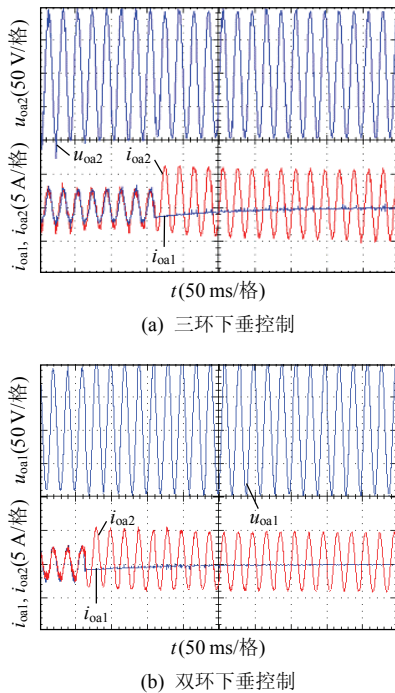 u_oa2(50 V/格)
i_oa1, i_oa2(5 A/格)
u_oa2
i_oa2
i_oa1
t(50 ms/格)
(a) 三环下垂控制
u_oa1(50 V/格)
i_oa1, i_oa2(5 A/格)
i_oa2
u_oa1
i_oa1
t(50 ms/格)
(b) 双环下垂控制